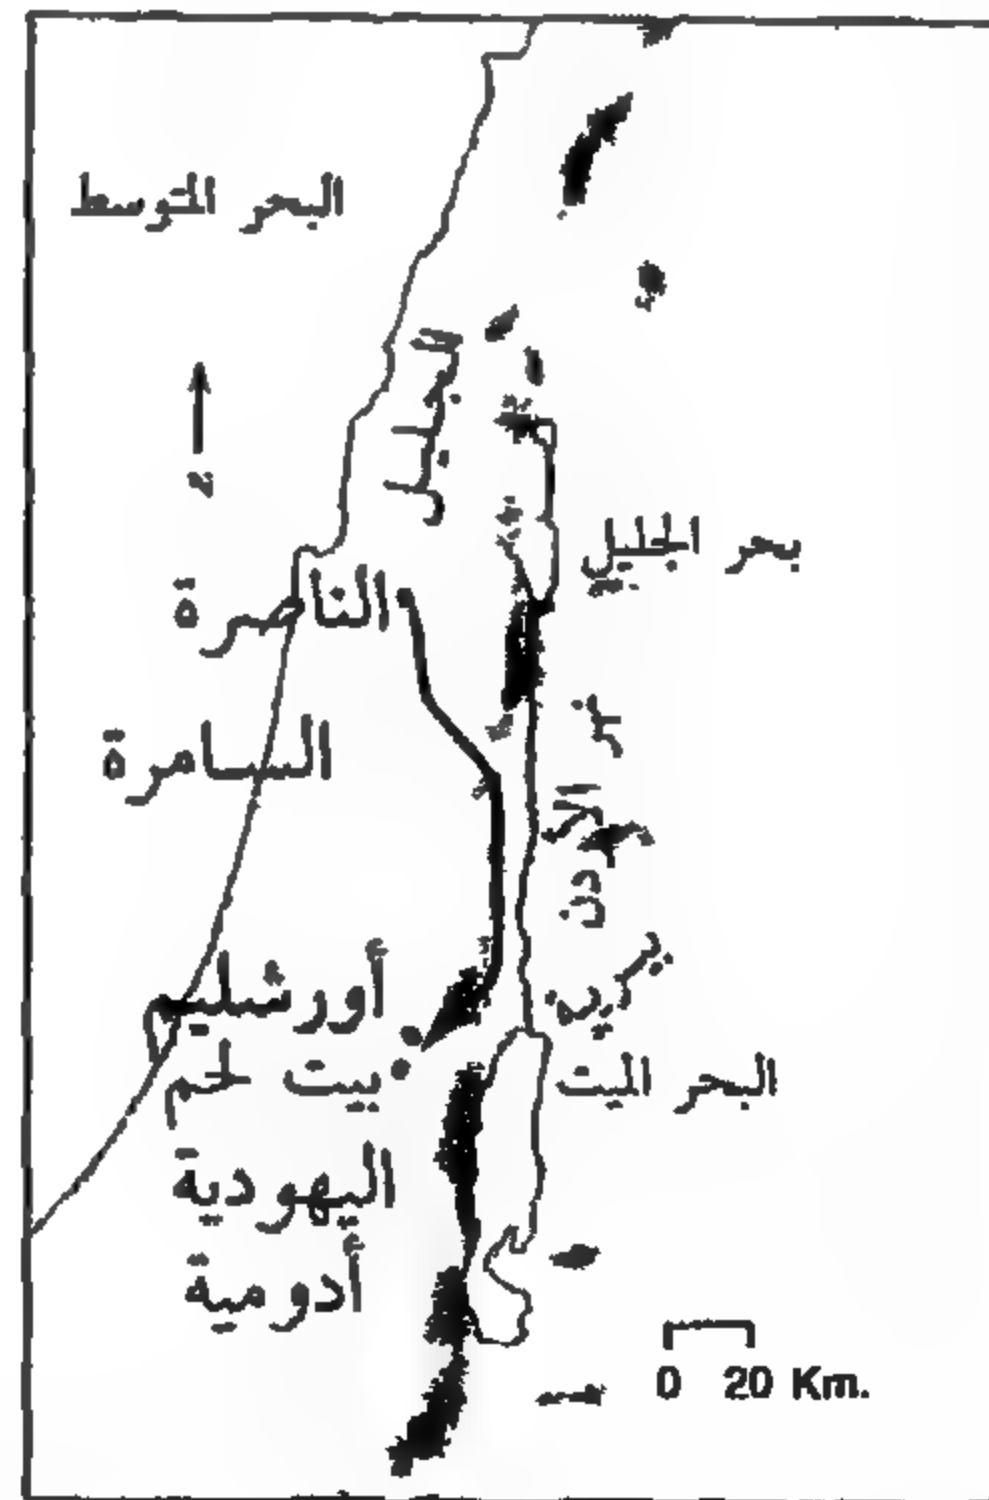 البحر المتوسط
الجليل
N
بحر الجليل
الناصرة
السامرة
نهر الأردن
بيرية
أورشليم
بيت لحم
البحر الميت
اليهودية
أدومية
0 20 Km.